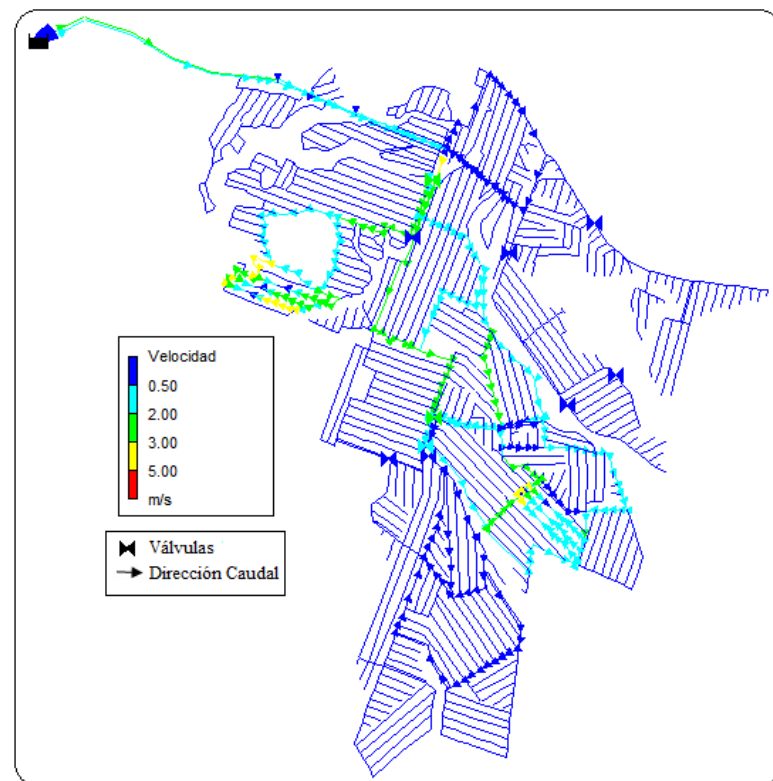 Velocidad
0.50
2.00
3.00
5.00
m/s
Válvulas
Dirección Caudal